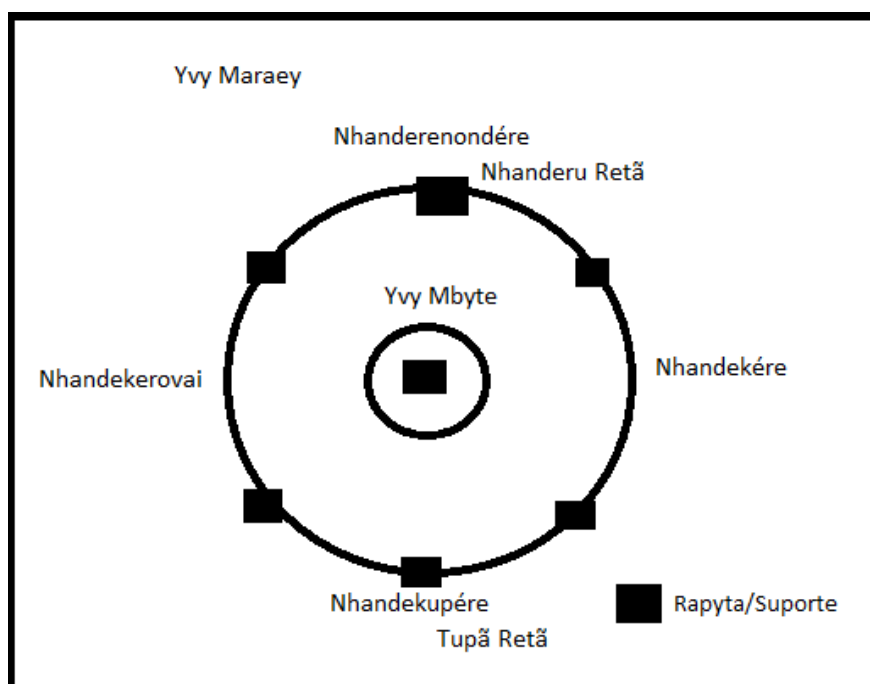 Yvy Maraey
Nhanderenondére
Nhanderu Retã
Yvy Mbyte
Nhandekerovai
Nhandekére
Nhandekupére
Rapyta/Suporte
Tupã Retã